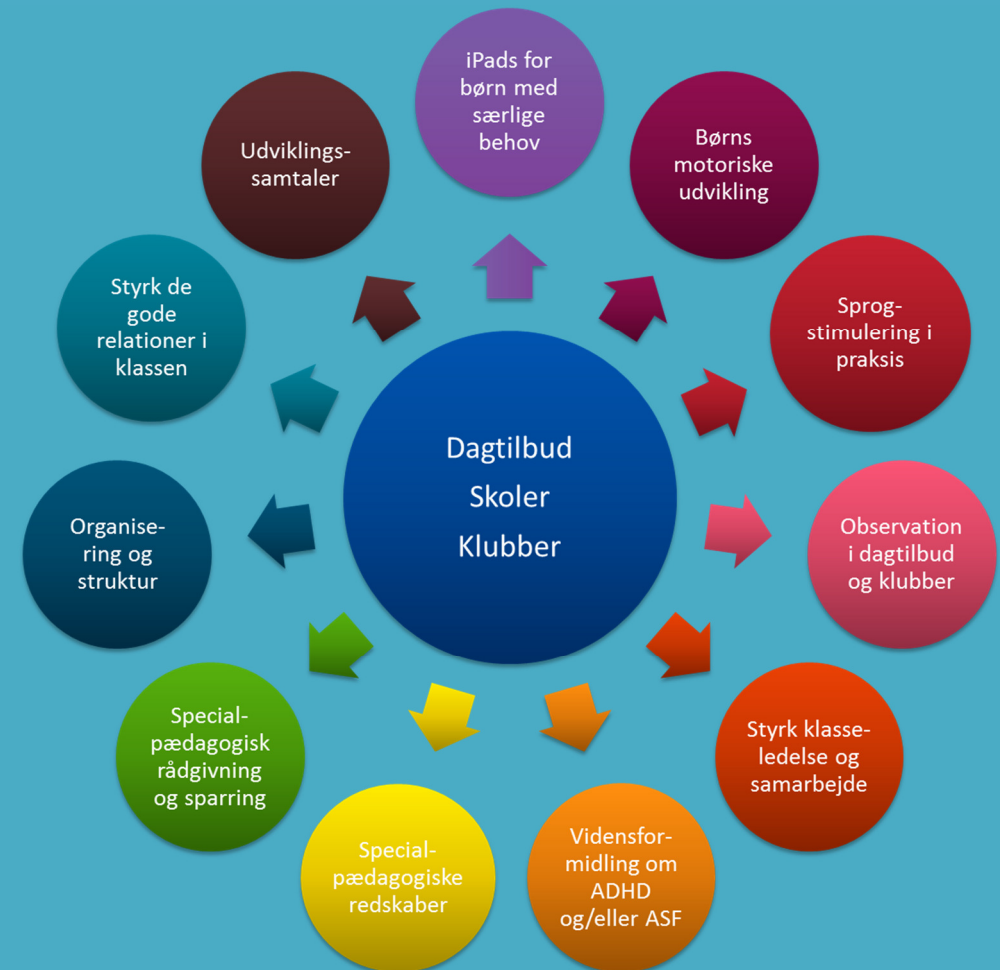 iPads for
børn med
særlige
behov
Børns
motoriske
udvikling
Sprog-
stimulering i
praksis
Observation
i dagtilbud
og klubber
Styrk klasse-
ledelse og
samarbejde
Vidensfor-
midling om
ADHD
og/eller ASF
Special-
pædagogiske
redskaber
Special-
pædagogisk
rådgivning
og sparring
Organise-
ring og
struktur
Styrk de
gode
relationer i
klassen
Udviklings-
samtaler
Dagtilbud
Skoler
Klubber